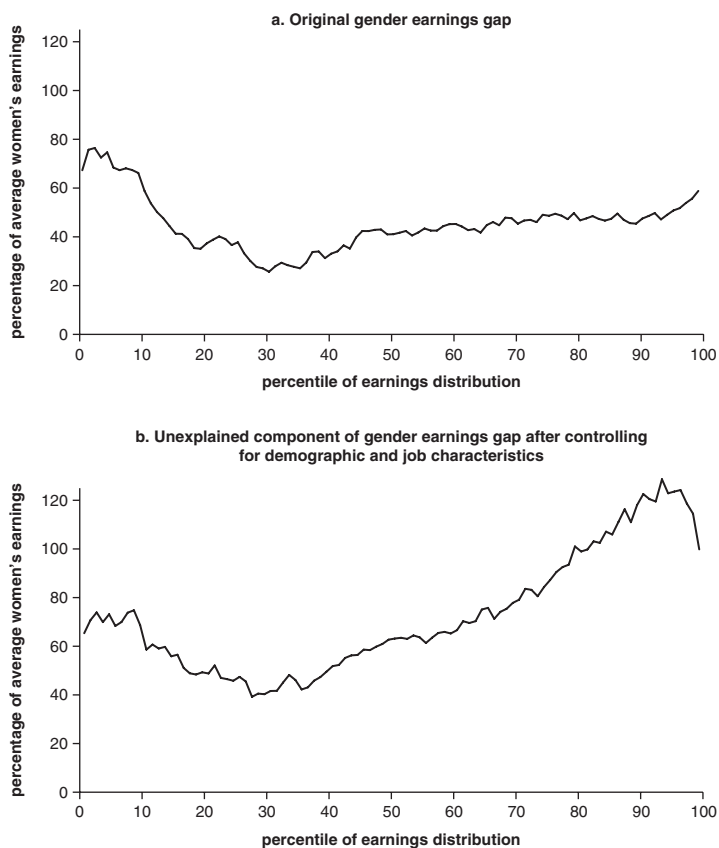 a. Original gender earnings gap
percentage of average women's earnings
120
100
80
60
40
20
0
0 10 20 30 40 50 60 70 80 90 100
percentile of earnings distribution
b. Unexplained component of gender earnings gap after controlling
for demographic and job characteristics
percentage of average women's earnings
120
100
80
60
40
20
0
0 10 20 30 40 50 60 70 80 90 100
percentile of earnings distribution